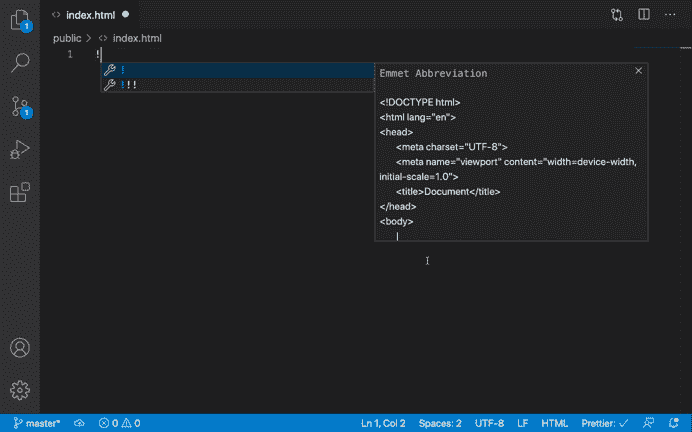 index.html
public > index.html
1 !
!
!!!
Emmet Abbreviation
<!DOCTYPE html>
<html lang="en">
<head>
<meta charset="UTF-8">
<meta name="viewport" content="width=device-width,
initial-scale=1.0">
<title>Document</title>
</head>
<body>
|
1
1
master* 0 0 Ln 1, Col 2 Spaces: 2 UTF-8 LF HTML Prettier: ✓